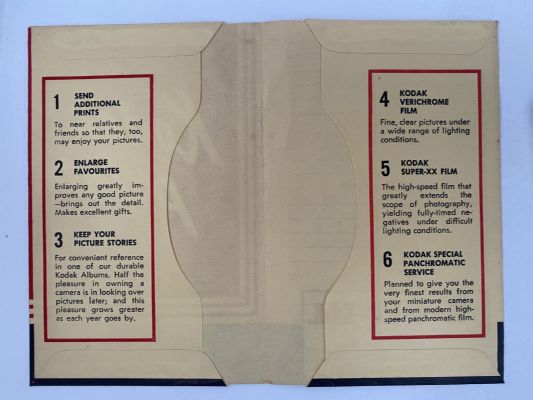 1 SEND
ADDITIONAL
PRINTS
To near relatives and
friends so that they, too,
may enjoy your pictures.
2 ENLARGE
FAVOURITES
Enlarging greatly im-
proves any good picture
—brings out the detail.
Makes excellent gifts.
3 KEEP YOUR
PICTURE STORIES
For convenient reference
in one of our durable
Kodak Albums. Half the
pleasure in owning a
camera is in looking over
pictures later; and this
pleasure grows greater
as each year goes by.
4 KODAK
VERICHROME
FILM
Fine, clear pictures under
a wide range of lighting
conditions.
5 KODAK
SUPER-XX FILM
The high-speed film that
greatly extends the
scope of photography,
yielding fully-timed ne-
gatives under difficult
lighting conditions.
6 KODAK SPECIAL
PANCHROMATIC
SERVICE
Planned to give you the
very finest results from
your miniature camera
and from modern high-
speed panchromatic film.